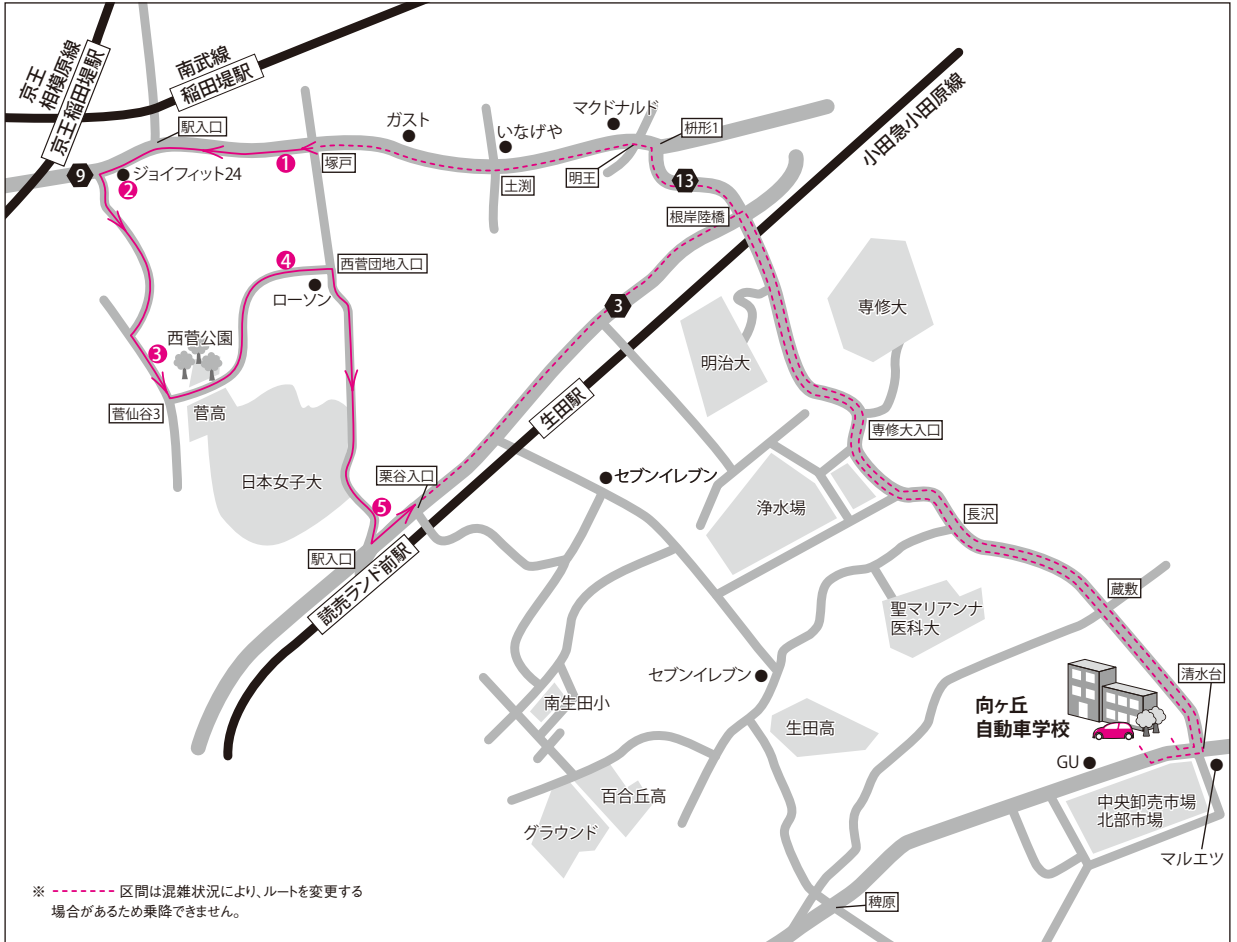 京王
相模原線
京王稲田堤駅
南武線
稲田堤駅
駅入口
ガスト
いなげや
マクドナルド
枡形1
小田急小田原線
1
塚戸
土渕
明王
13
9
ジョイフィット24
2
根岸陸橋
4
西菅団地入口
ローソン
3
専修大
西菅公園
3
明治大
菅仙谷3
菅高
生田駅
専修大入口
日本女子大
栗谷入口
セブンイレブン
浄水場
5
長沢
駅入口
読売ランド前駅
蔵敷
聖マリアンナ
医科大
セブンイレブン
清水台
南生田小
生田高
向ヶ丘
自動車学校
GU
百合丘高
中央卸売市場
北部市場
グラウンド
マルエツ
※ 区間は混雑状況により、ルートを変更する
場合があるため乗降できません。
稗原